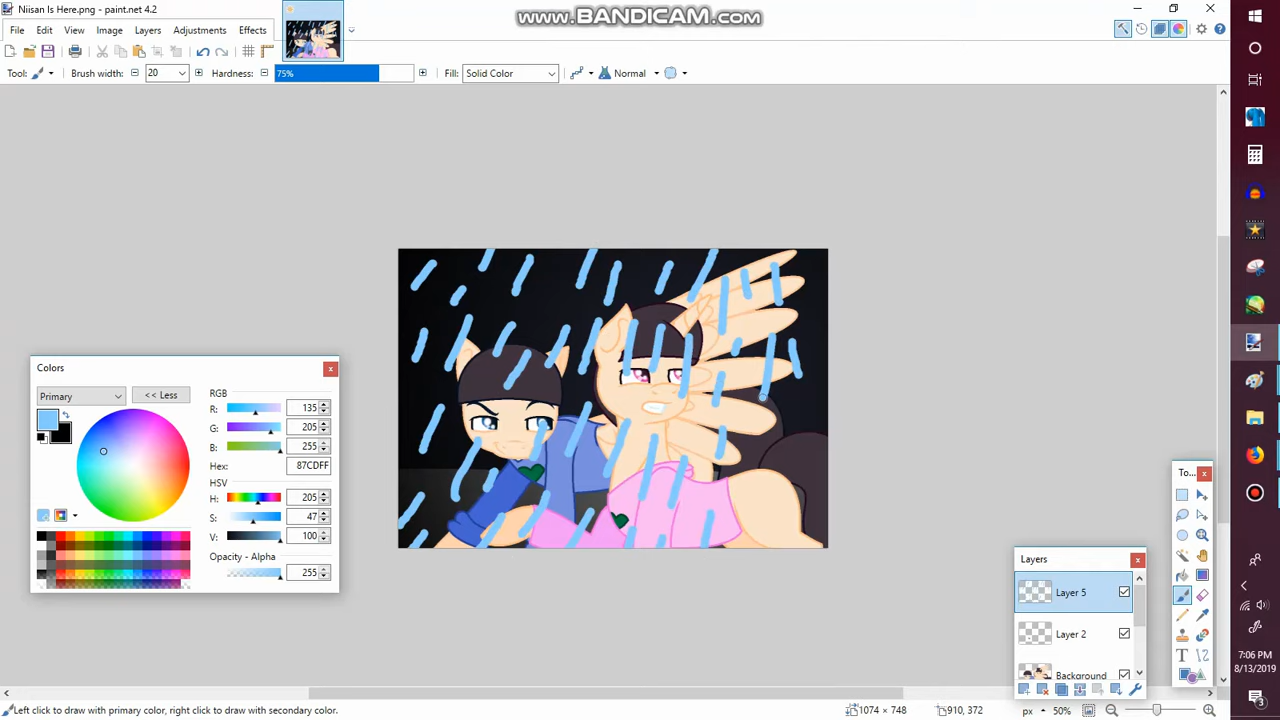 www.BANDICAM.com
Niisan Is Here.png - paint.net 4.2
File Edit View Image Layers Adjustments Effects
Tool: Brush width: 20 Hardness: 75% Fill: Solid Color Normal
Colors
Primary << Less
RGB
R: 135
G: 205
B: 255
Hex: 87CDFF
HSV
H: 205
S: 47
V: 100
Opacity - Alpha
255
To...
Layers
Layer 5
Layer 2
Background
7:06 PM
8/13/2019
3
Left click to draw with primary color, right click to draw with secondary color. 1074 × 748 910, 372 px 50%